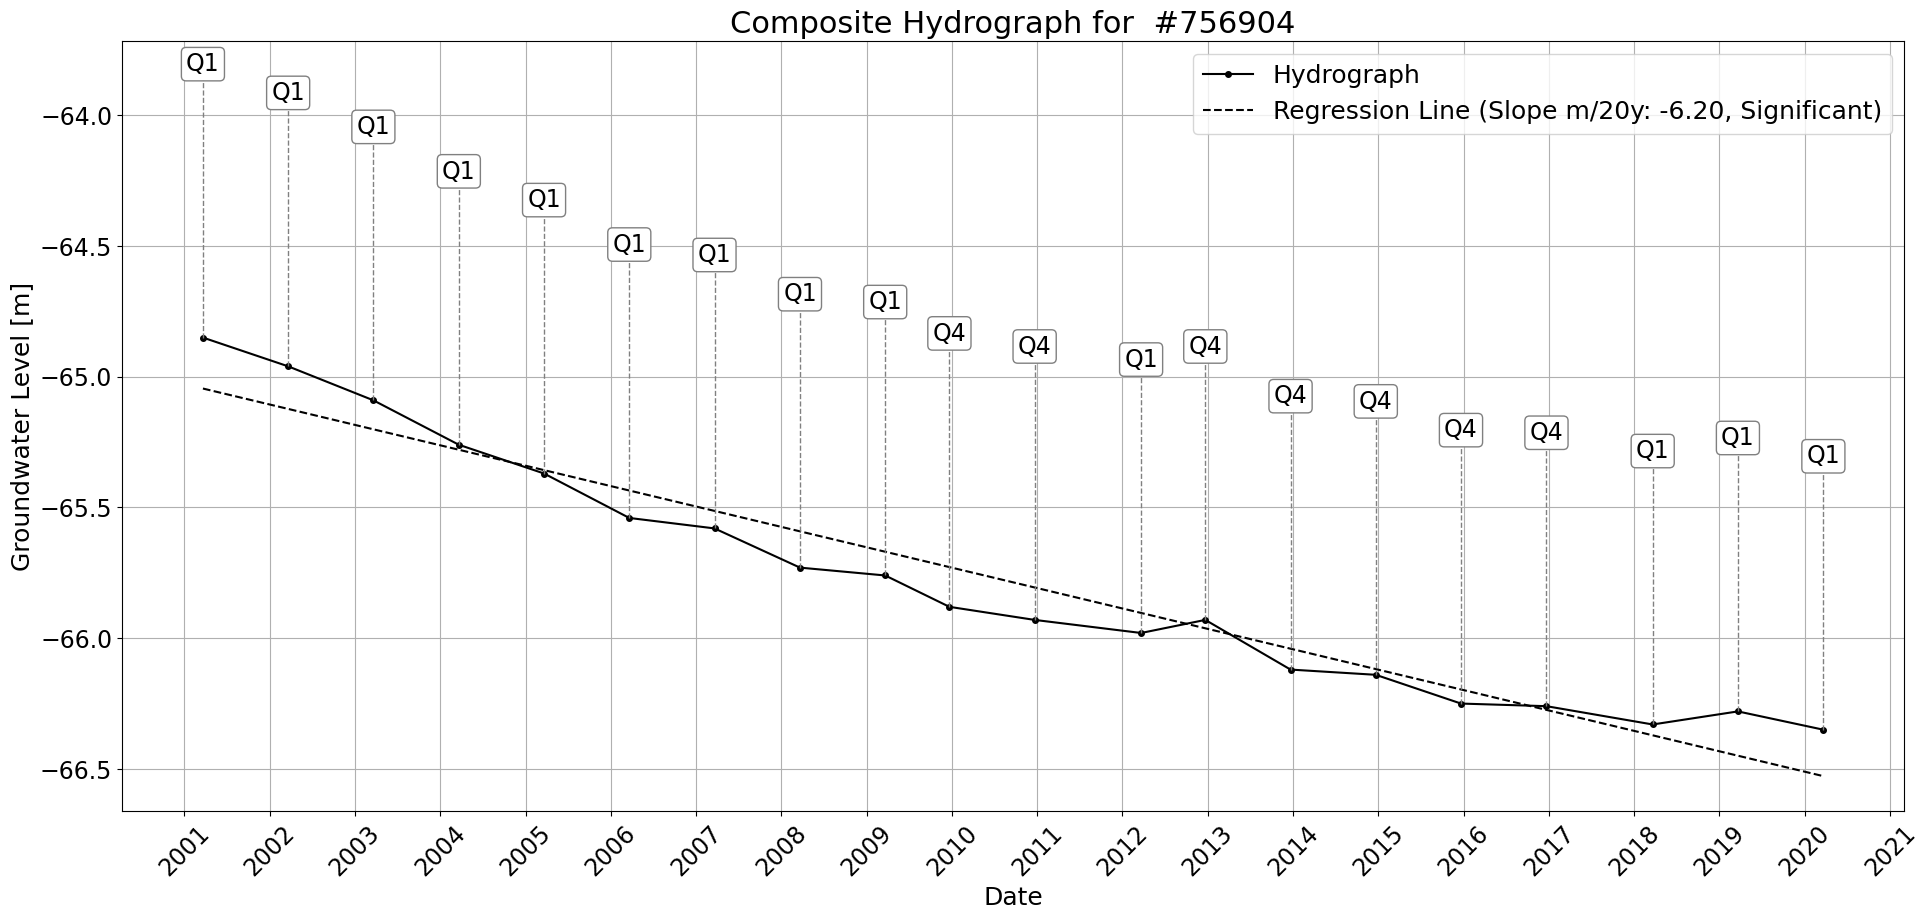 Composite Hydrograph for  #756904
Hydrograph
Regression Line (Slope m/20y: -6.20, Significant)
Q1
Q1
Q1
Q1
Q1
Q1
Q1
Q1
Q1
Q4
Q4
Q1
Q4
Q4
Q4
Q4
Q4
Q1
Q1
Q1
Groundwater Level [m]
−64.0
−64.5
−65.0
−65.5
−66.0
−66.5
2001
2002
2003
2004
2005
2006
2007
2008
2009
2010
2011
2012
2013
2014
2015
2016
2017
2018
2019
2020
2021
Date